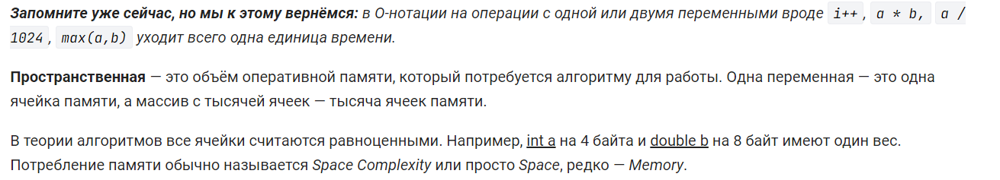 Запомните уже сейчас, но мы к этому вернёмся: в О-нотации на операции с одной или двумя переменными вроде i++, a * b, a /
1024, max(a,b) уходит всего одна единица времени.
Пространственная — это объём оперативной памяти, который потребуется алгоритму для работы. Одна переменная — это одна
ячейка памяти, а массив с тысячей ячеек — тысяча ячеек памяти.
В теории алгоритмов все ячейки считаются равноценными. Например, int a на 4 байта и double b на 8 байт имеют один вес.
Потребление памяти обычно называется Space Complexity или просто Space, редко — Memory.